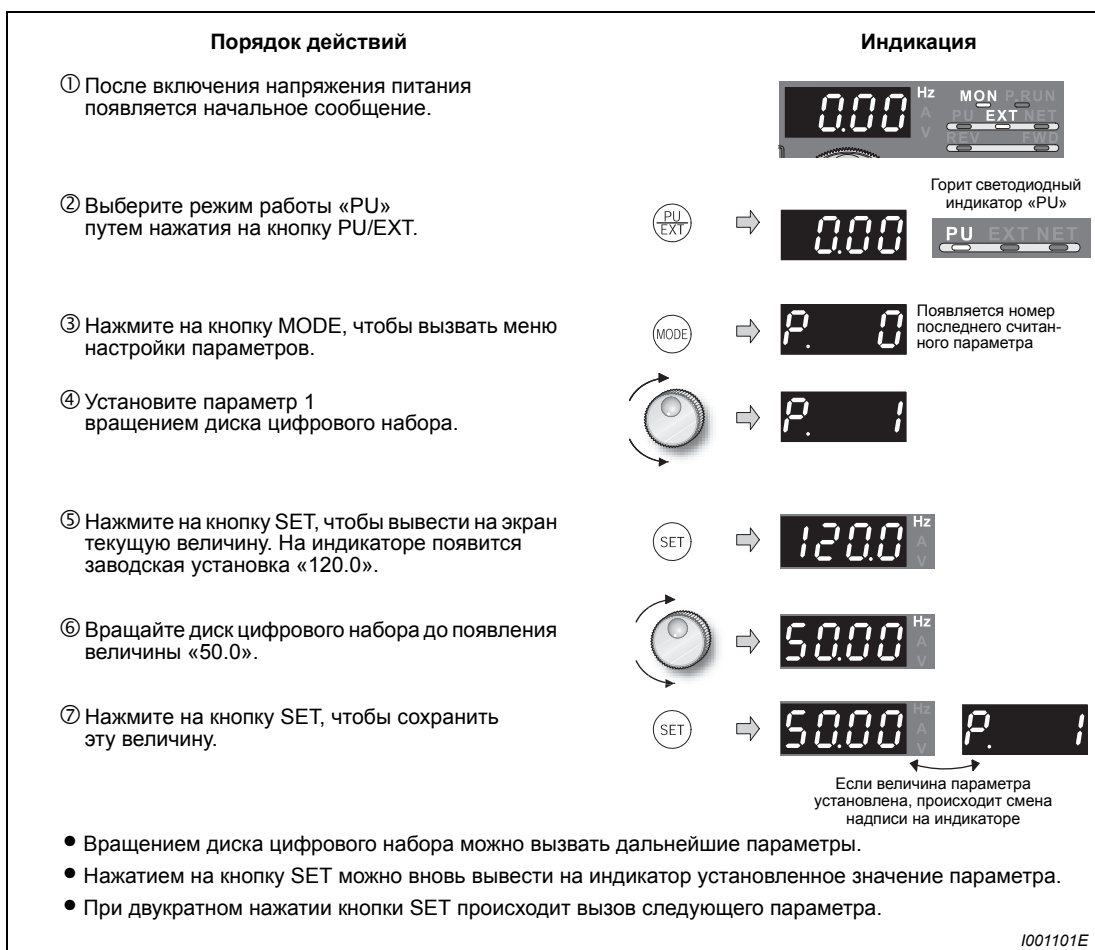 Порядок действий
Индикация
① После включения напряжения питания
появляется начальное сообщение.
0.00 Hz A V
MON P.RUN
PU EXT NET
REV FWD
② Выберите режим работы «PU»
путем нажатия на кнопку PU/EXT.
PU
EXT
0.00
Горит светодиодный
индикатор «PU»
PU EXT NET
③ Нажмите на кнопку MODE, чтобы вызвать меню
настройки параметров.
MODE
P. 0
Появляется номер
последнего считан-
ного параметра
④ Установите параметр 1
вращением диска цифрового набора.
P. 1
⑤ Нажмите на кнопку SET, чтобы вывести на экран
текущую величину. На индикаторе появится
заводская установка «120.0».
SET
120.0 Hz A V
⑥ Вращайте диск цифрового набора до появления
величины «50.0».
50.00 Hz A V
⑦ Нажмите на кнопку SET, чтобы сохранить
эту величину.
SET
50.00 Hz A V
P. 1
Если величина параметра
установлена, происходит смена
надписи на индикаторе
• Вращением диска цифрового набора можно вызвать дальнейшие параметры.
• Нажатием на кнопку SET можно вновь вывести на индикатор установленное значение параметра.
• При двукратном нажатии кнопки SET происходит вызов следующего параметра.
I001101E